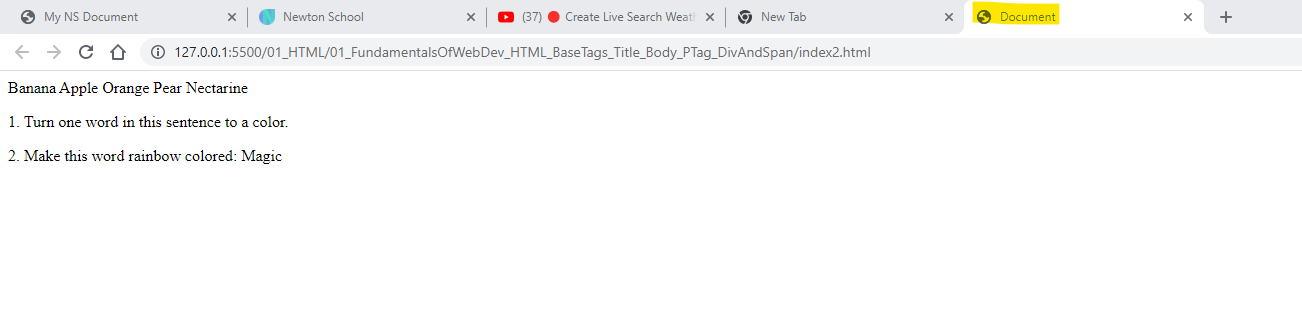 My NS Document
Newton School
(37) 🔴 Create Live Search Weath
New Tab
Document
127.0.0.1:5500/01_HTML/01_FundamentalsOfWebDev_HTML_BaseTags_Title_Body_PTag_DivAndSpan/index2.html
Banana Apple Orange Pear Nectarine
1. Turn one word in this sentence to a color.
2. Make this word rainbow colored: Magic